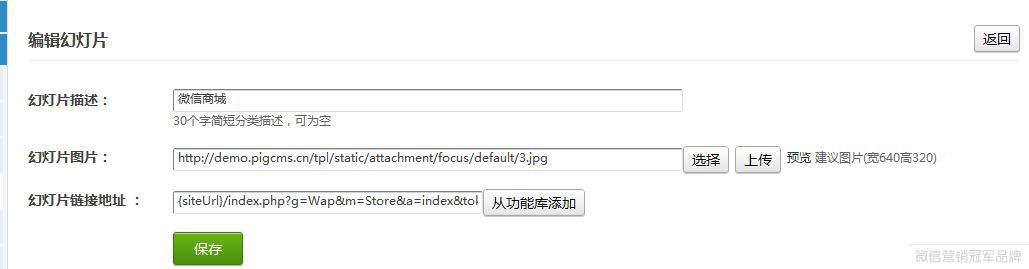 编辑幻灯片
返回
幻灯片描述：
微信商城
30个字简短分类描述，可为空
幻灯片图片：
http://demo.pigcms.cn/tpl/static/attachment/focus/default/3.jpg
选择
上传
预览 建议图片(宽640高320)
幻灯片链接地址 ：
{siteUrl}/index.php?g=Wap&m=Store&a=index&tok
从功能库添加
保存
微信营销冠军品牌